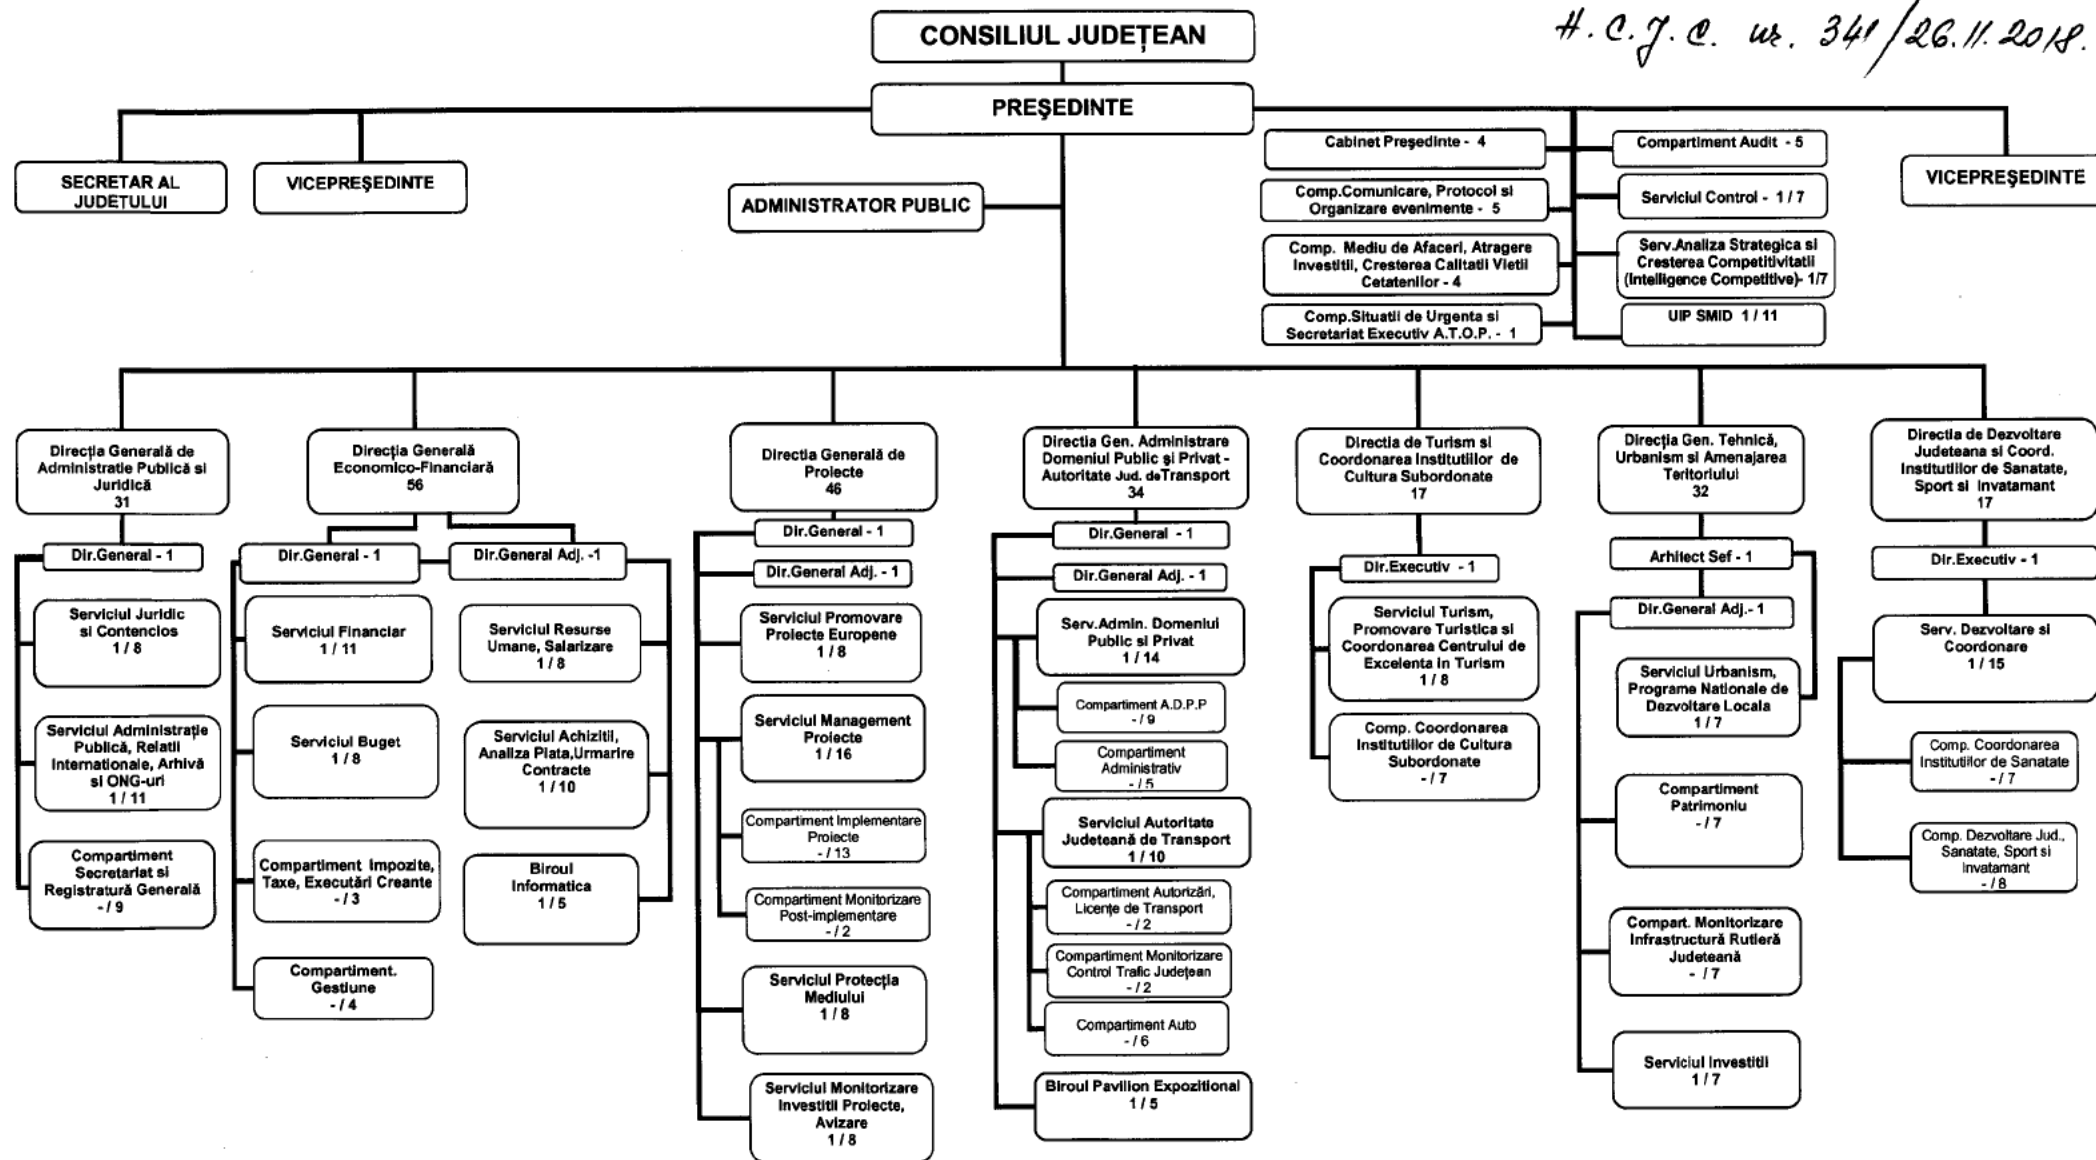 H.C.J.C. nr. 341/26.11.2018.
CONSILIUL JUDEȚEAN
PREȘEDINTE
SECRETAR AL
JUDETULUI
VICEPREȘEDINTE
ADMINISTRATOR PUBLIC
Cabinet Președinte - 4
Comp.Comunicare, Protocol si
Organizare evenimente - 5
Comp. Mediu de Afaceri, Atragere
Investitii, Cresterea Calitatii Vietii
Cetatenilor - 4
Comp.Situatii de Urgenta si
Secretariat Executiv A.T.O.P. - 1
Compartiment Audit - 5
Serviciul Control - 1 / 7
Serv.Analiza Strategica si
Cresterea Competitivitatii
(Intelligence Competitive)- 1/7
UIP SMID 1 / 11
VICEPREȘEDINTE
Direcția Generală de
Administratie Publică si
Juridică
31
Dir.General - 1
Serviciul Juridic
si Contencios
1 / 8
Serviciul Administrație
Publică, Relatii
Internationale, Arhivă
si ONG-uri
1 / 11
Compartiment
Secretariat si
Registratură Generală
- / 9
Direcția Generală
Economico-Financiară
56
Dir.General - 1
Dir.General Adj. -1
Serviciul Financiar
1 / 11
Serviciul Buget
1 / 8
Compartiment Impozite,
Taxe, Executări Creante
- / 3
Compartiment.
Gestiune
- / 4
Serviciul Resurse
Umane, Salarizare
1 / 8
Serviciul Achizitii,
Analiza Plata,Urmarire
Contracte
1 / 10
Biroul
Informatica
1 / 5
Directia Generală de
Proiecte
46
Dir.General - 1
Dir.General Adj. - 1
Serviciul Promovare
Proiecte Europene
1 / 8
Serviciul Management
Proiecte
1 / 16
Compartiment Implementare
Proiecte
- / 13
Compartiment Monitorizare
Post-implementare
- / 2
Serviciul Protecția
Mediului
1 / 8
Serviciul Monitorizare
Investitii Proiecte,
Avizare
1 / 8
Directia Gen. Administrare
Domeniul Public și Privat -
Autoritate Jud. de Transport
34
Dir.General - 1
Dir.General Adj. - 1
Serv.Admin. Domeniul
Public si Privat
1 / 14
Compartiment A.D.P.P
- / 9
Compartiment
Administrativ
- / 5
Serviciul Autoritate
Judeteană de Transport
1 / 10
Compartiment Autorizări,
Licențe de Transport
- / 2
Compartiment Monitorizare
Control Trafic Județean
- / 2
Compartiment Auto
- / 6
Biroul Pavilion Expozitional
1 / 5
Directia de Turism si
Coordonarea Institutiilor de
Cultura Subordonate
17
Dir.Executiv - 1
Serviciul Turism,
Promovare Turistica si
Coordonarea Centrului de
Excelenta in Turism
1 / 8
Comp. Coordonarea
Institutiilor de Cultura
Subordonate
- / 7
Direcția Gen. Tehnică,
Urbanism si Amenajarea
Teritoriului
32
Arhitect Sef - 1
Dir.General Adj.- 1
Serviciul Urbanism,
Programe Nationale de
Dezvoltare Locala
1 / 7
Compartiment
Patrimoniu
- / 7
Compart. Monitorizare
Infrastructură Rutieră
Judeteană
- / 7
Serviciul Investitii
1 / 7
Directia de Dezvoltare
Judeteana si Coord.
Institutiilor de Sanatate,
Sport si Invatamant
17
Dir.Executiv - 1
Serv. Dezvoltare si
Coordonare
1 / 15
Comp. Coordonarea
Institutiilor de Sanatate
- / 7
Comp. Dezvoltare Jud.,
Sanatate, Sport si
Invatamant
- / 8